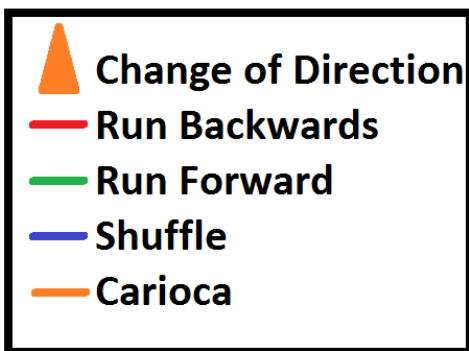 Change of Direction
Run Backwards
Run Forward
Shuffle
Carioca